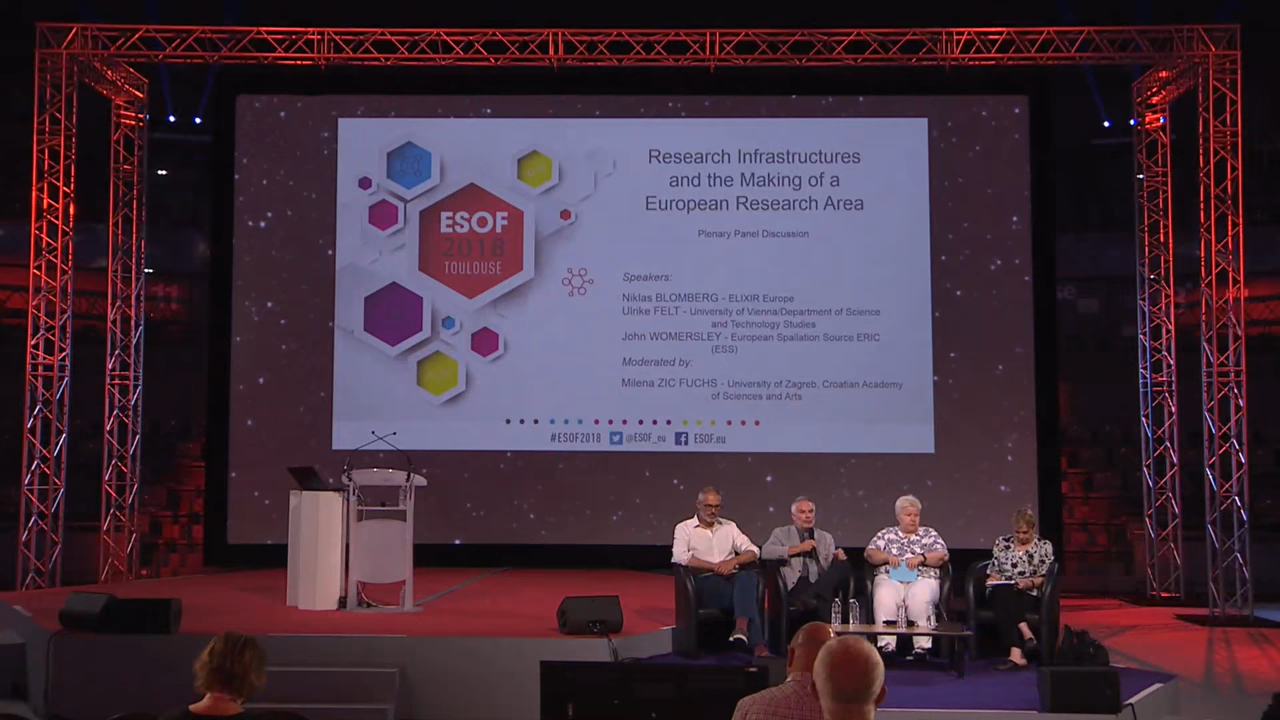 ESOF
2018
TOULOUSE
Research Infrastructures
and the Making of a
European Research Area
Plenary Panel Discussion
Speakers:
Niklas BLOMBERG - ELIXIR Europe
Ulrike FELT - University of Vienna/Department of Science
and Technology Studies
John WOMERSLEY - European Spallation Source ERIC
(ESS)
Moderated by:
Milena ZIC FUCHS - University of Zagreb, Croatian Academy
of Sciences and Arts
#ESOF2018 @ESOF_eu ESOF.eu